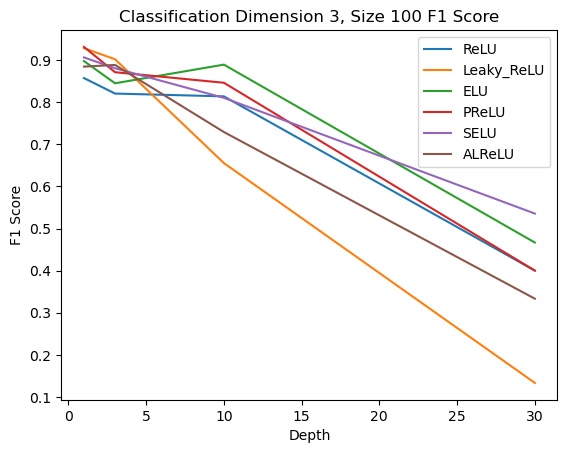 Classification Dimension 3, Size 100 F1 Score
ReLU
Leaky_ReLU
ELU
PReLU
SELU
ALReLU
0.9
0.8
0.7
0.6
0.5
0.4
0.3
0.2
0.1
F1 Score
0 5 10 15 20 25 30
Depth